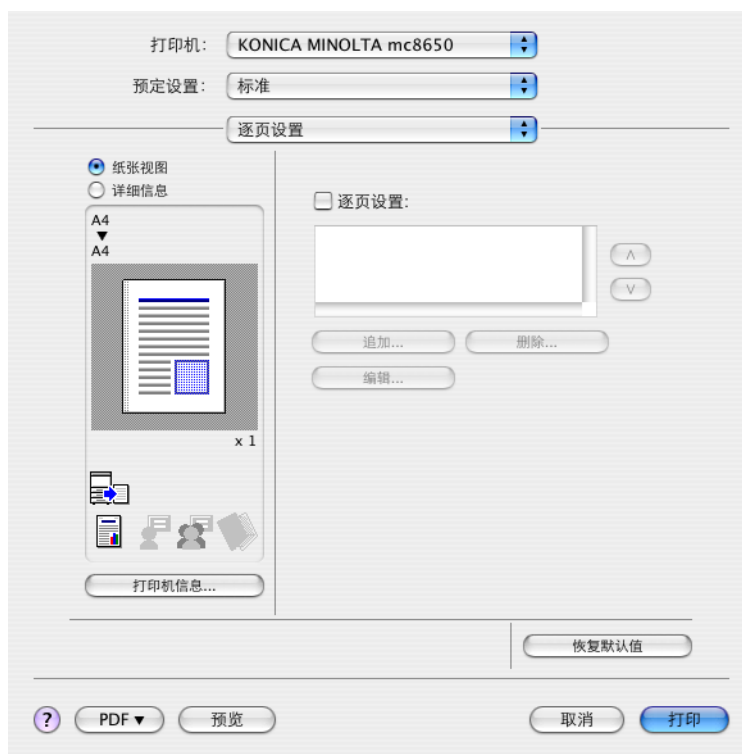 打印机: KONICA MINOLTA mc8650
预定设置: 标准
逐页设置
纸张视图
详细信息
A4
A4
x 1
打印机信息...
逐页设置:
追加... 删除...
编辑...
恢复默认值
? PDF▼ 预览 取消 打印